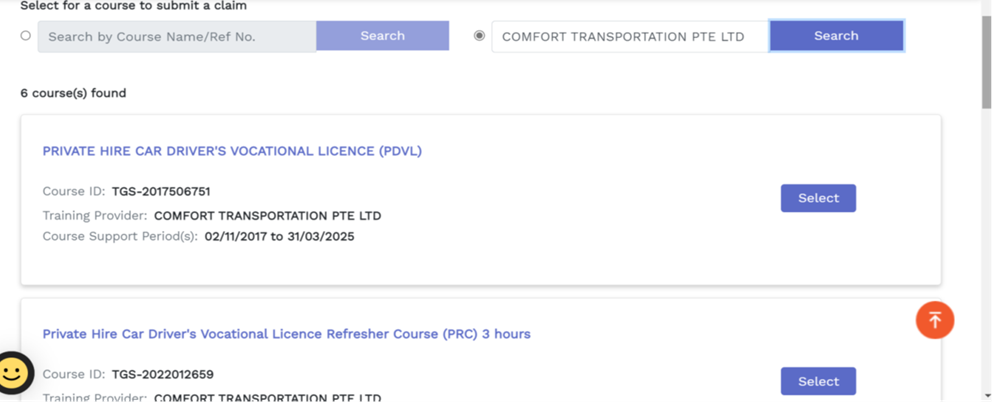 Select for a course to submit a claim
Search by Course Name/Ref No.
Search
COMFORT TRANSPORTATION PTE LTD
Search
6 course(s) found
PRIVATE HIRE CAR DRIVER'S VOCATIONAL LICENCE (PDVL)
Course ID: TGS-2017506751
Training Provider: COMFORT TRANSPORTATION PTE LTD
Course Support Period(s): 02/11/2017 to 31/03/2025
Select
Private Hire Car Driver's Vocational Licence Refresher Course (PRC) 3 hours
Course ID: TGS-2022012659
Select
Training Provider: COMFORT TRANSPORTATION PTE LTD